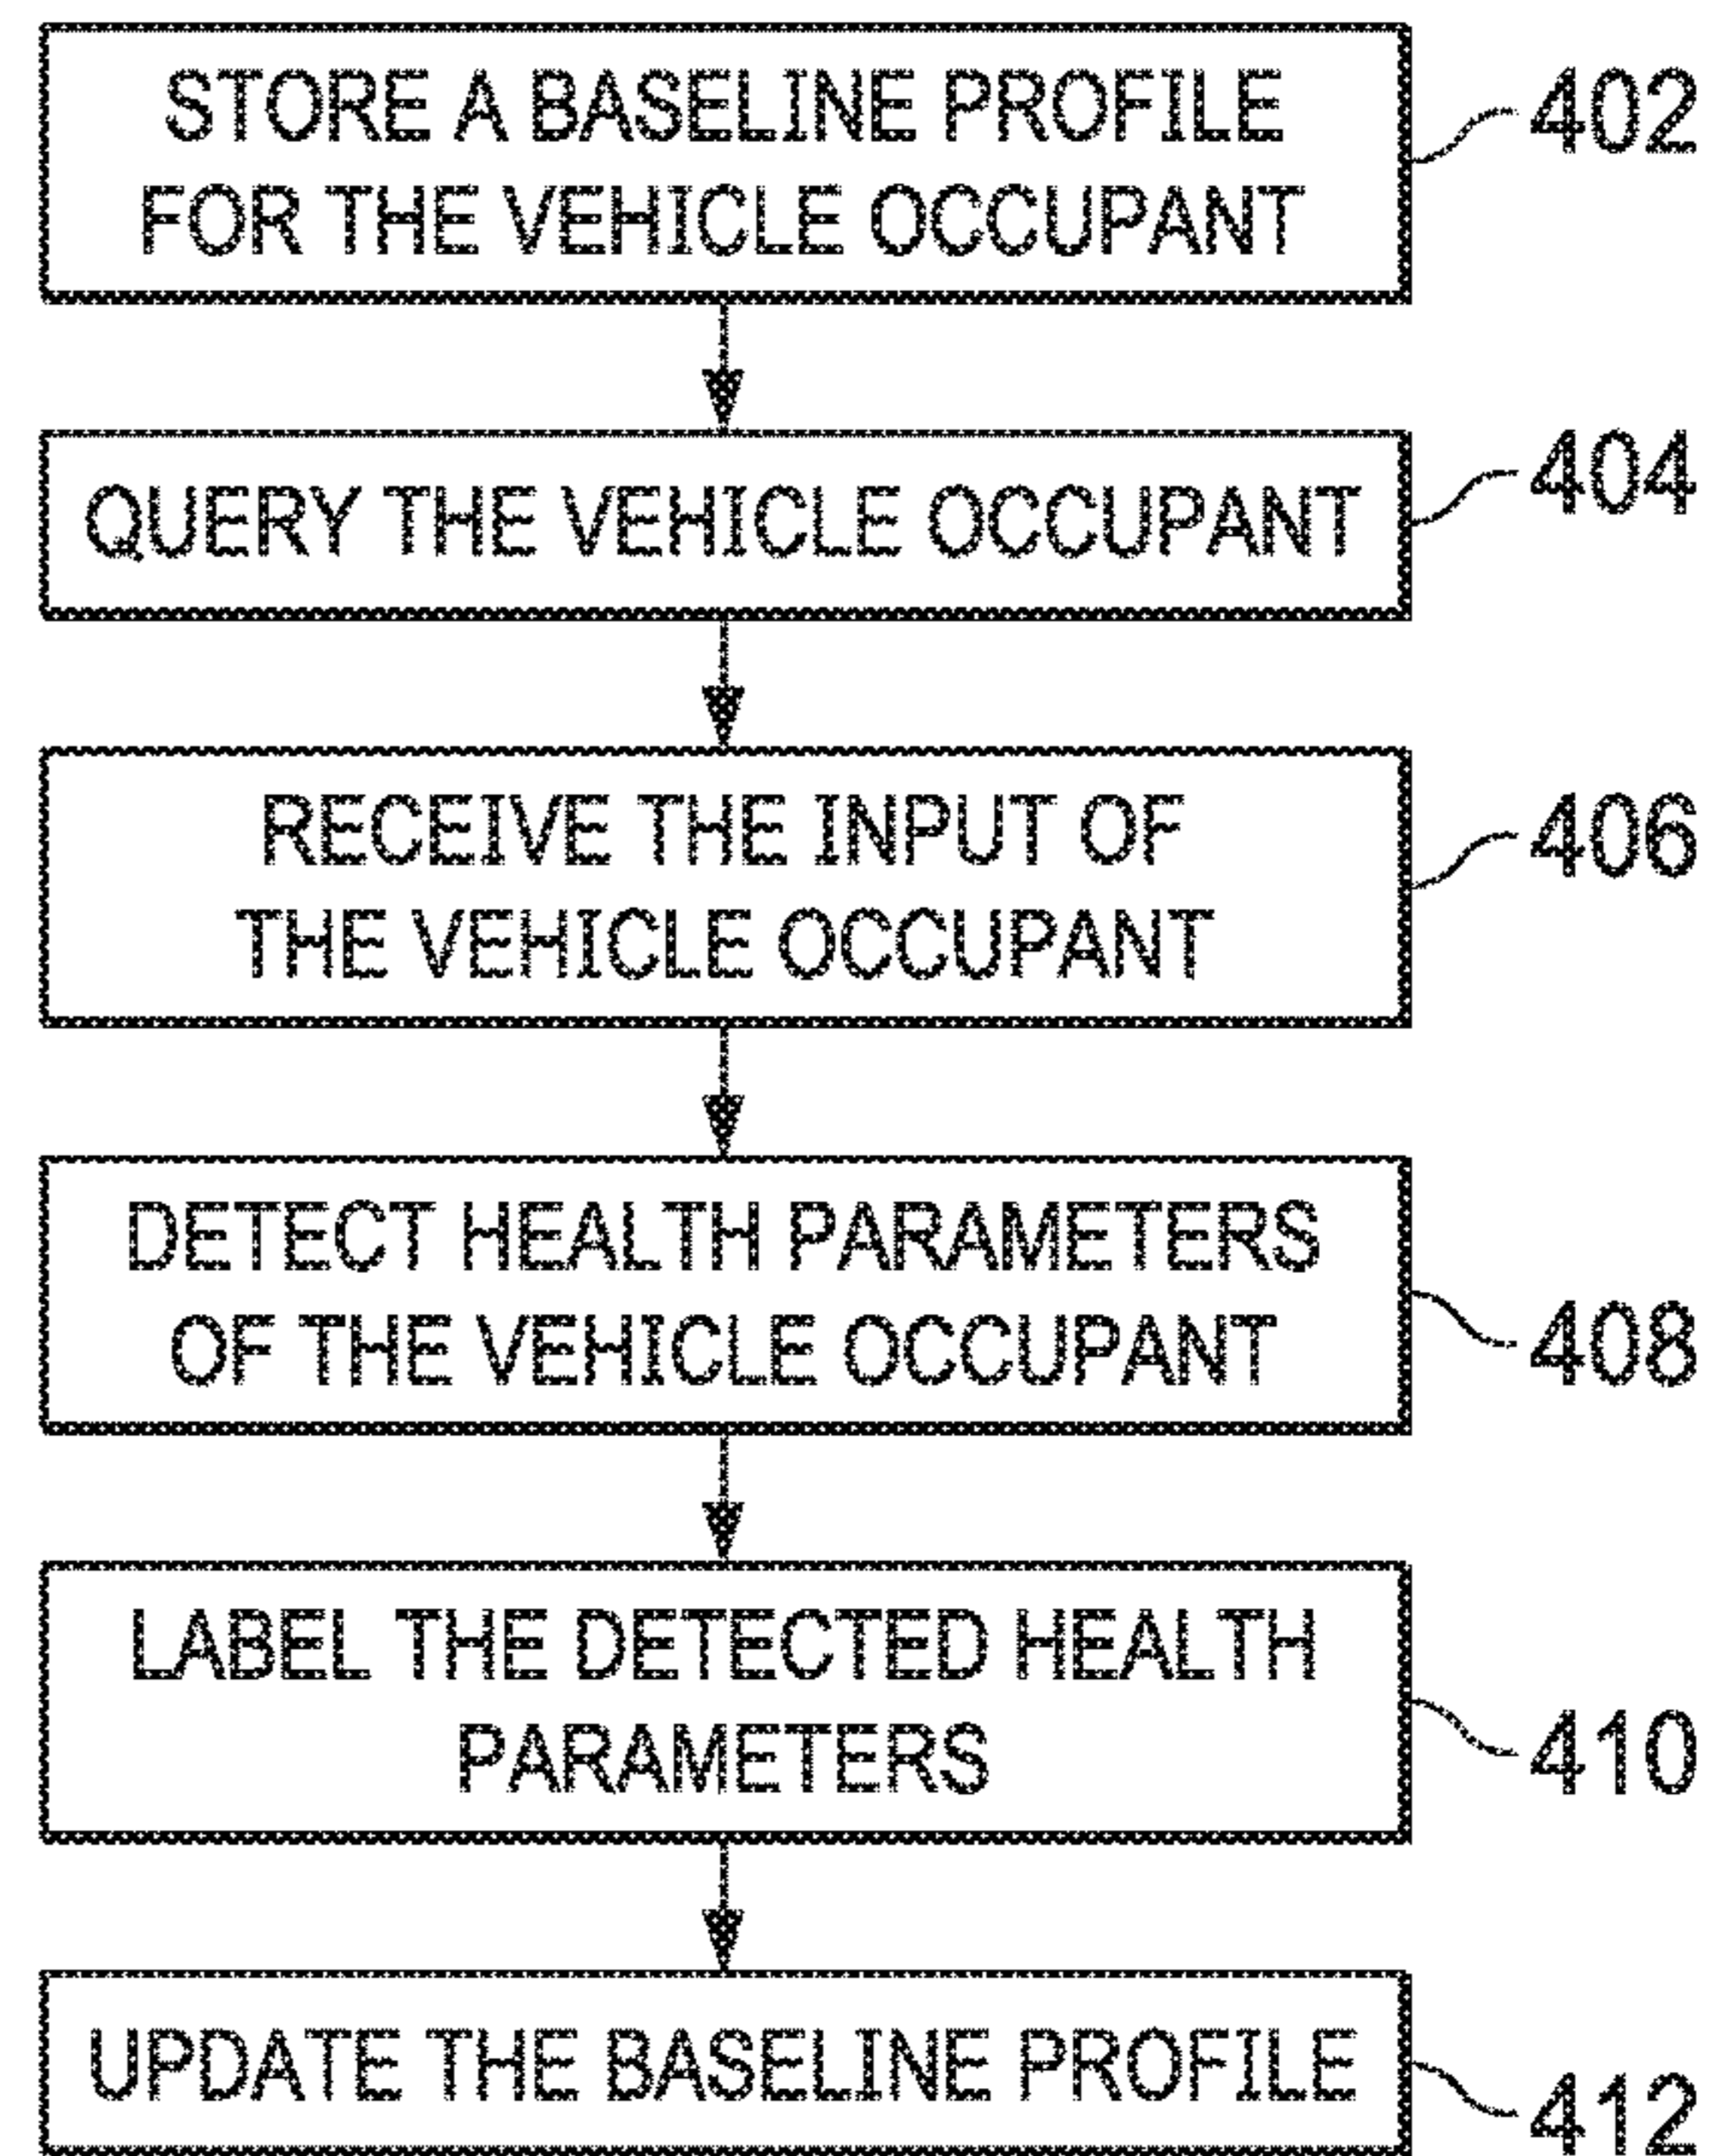 STORE A BASELINE PROFILE
FOR THE VEHICLE OCCUPANT
402
QUERY THE VEHICLE OCCUPANT
404
RECEIVE THE INPUT OF
THE VEHICLE OCCUPANT
406
DETECT HEALTH PARAMETERS
OF THE VEHICLE OCCUPANT
408
LABEL THE DETECTED HEALTH
PARAMETERS
410
UPDATE THE BASELINE PROFILE
412